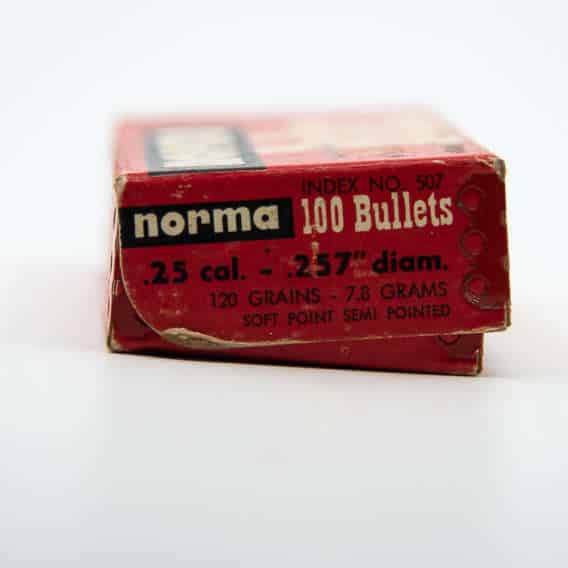 INDEX NO. 507
norma 100 Bullets
.25 cal. - .257" diam.
120 GRAINS - 7.8 GRAMS
SOFT POINT SEMI POINTED